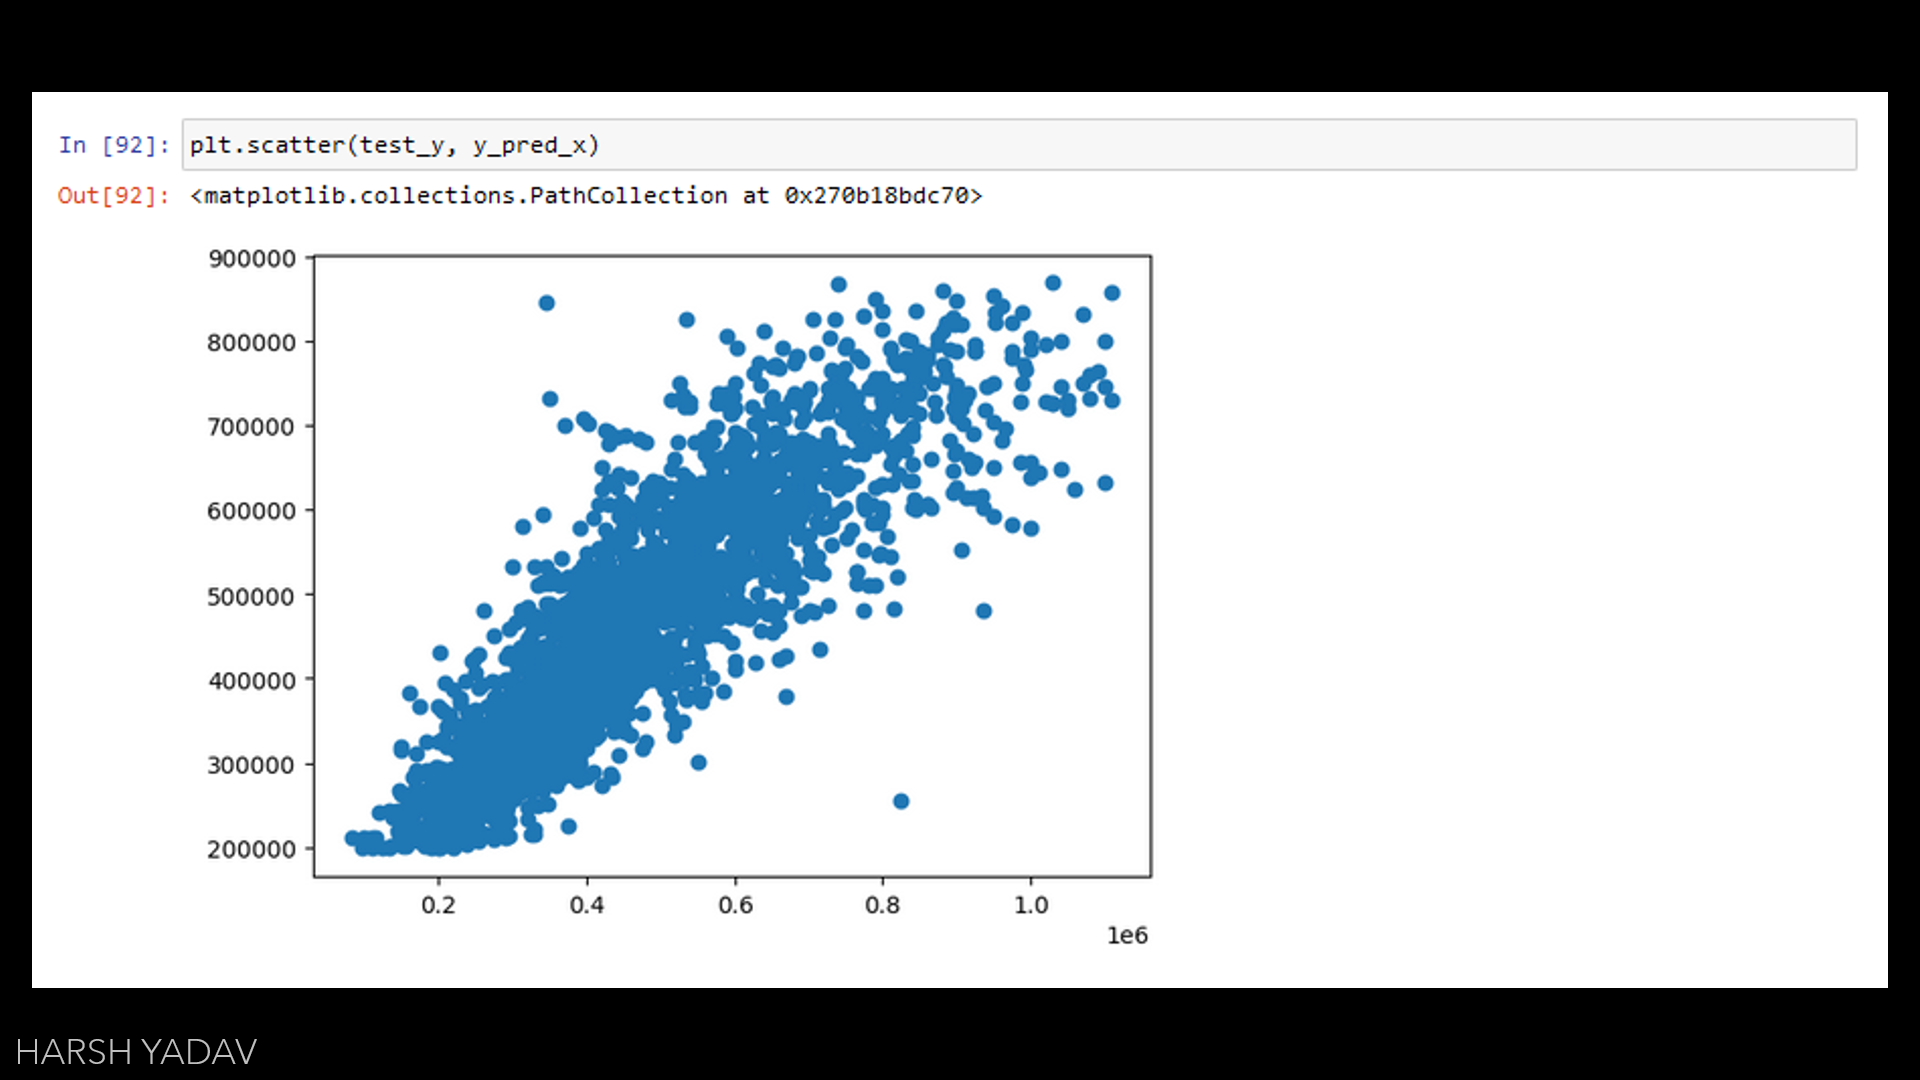 In [92]: plt.scatter(test_y, y_pred_x)
Out[92]: <matplotlib.collections.PathCollection at 0x270b18bdc70>
900000
800000
700000
600000
500000
400000
300000
200000
0.2 0.4 0.6 0.8 1.0
1e6
HARSH YADAV